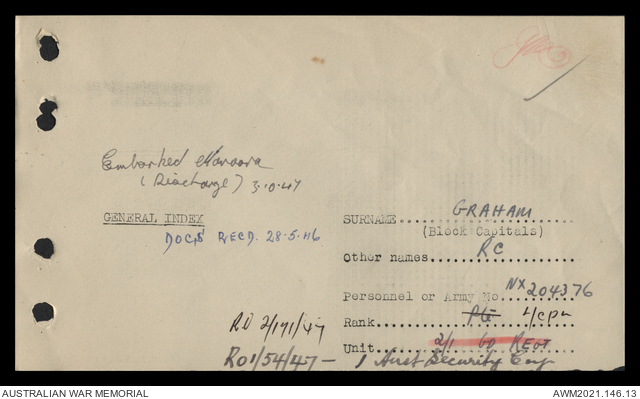 Embarked Manoora
(Discharge) 3.10.47
GENERAL INDEX
DOCS RECD. 28.5.46
RO 2/171/47
RO1/54/47 –
SURNAME.... GRAHAM
(Block Capitals)
Other names.... RC
Personnel or Army No. NX204376
Rank.... Pte L/Cpl
Unit.... 2/1 GD REGT
1 Aust Security Coy
AUSTRALIAN WAR MEMORIAL
AWM2021.146.13